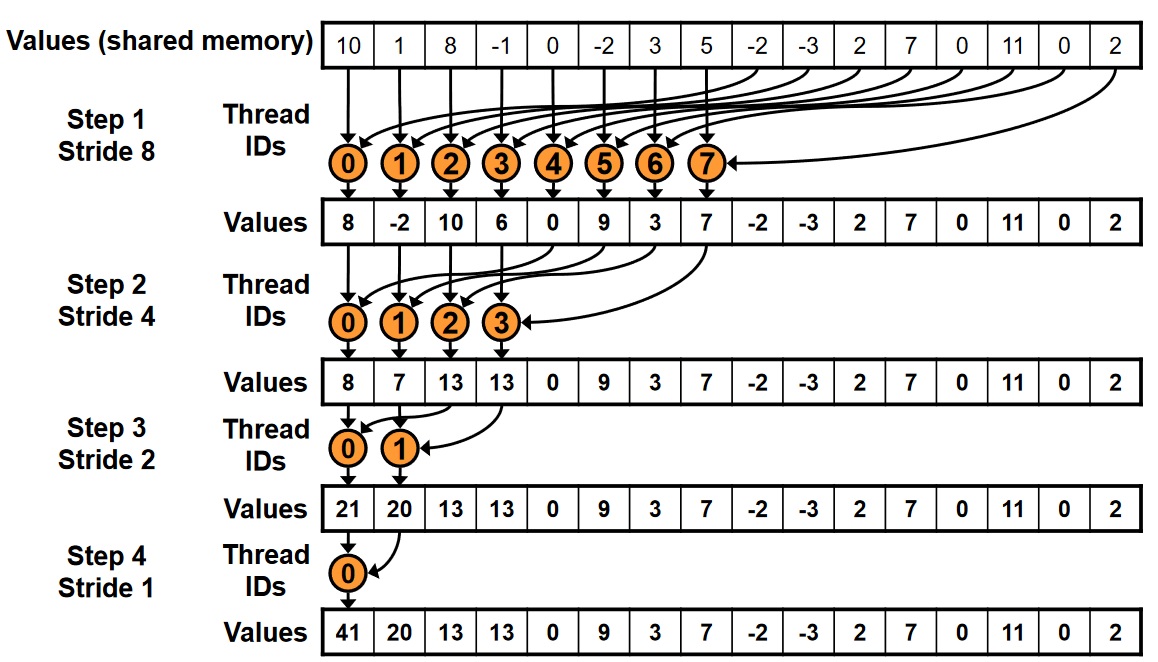 Values (shared memory) 10 1 8 -1 0 -2 3 5 -2 -3 2 7 0 11 0 2
Step 1 Thread
Stride 8 IDs
0 1 2 3 4 5 6 7
Values 8 -2 10 6 0 9 3 7 -2 -3 2 7 0 11 0 2
Step 2 Thread
Stride 4 IDs
0 1 2 3
Values 8 7 13 13 0 9 3 7 -2 -3 2 7 0 11 0 2
Step 3 Thread
Stride 2 IDs
0 1
Values 21 20 13 13 0 9 3 7 -2 -3 2 7 0 11 0 2
Step 4 Thread
Stride 1 IDs
0
Values 41 20 13 13 0 9 3 7 -2 -3 2 7 0 11 0 2